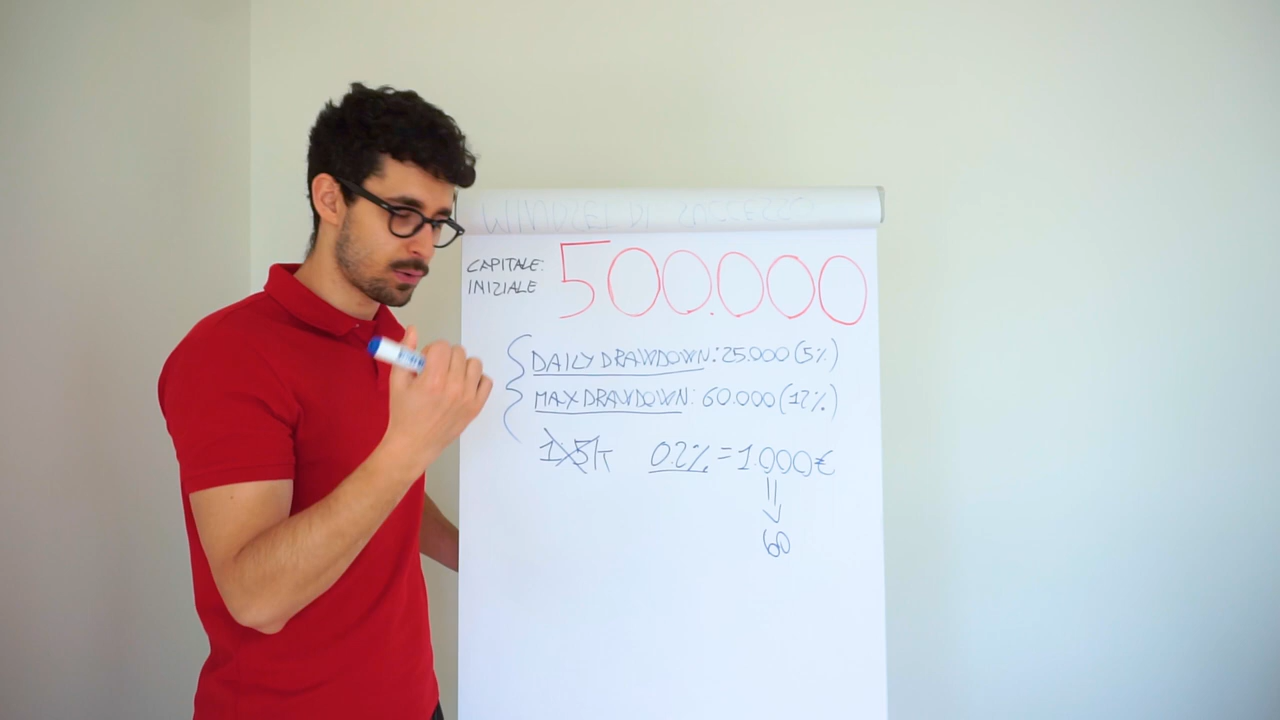 CAPITALE:
INIZIALE
500.000
DAILY DRAWDOWN: 25.000 (5%)
MAX DRAWDOWN: 60.000 (12%)
0.2% = 1.000€
60